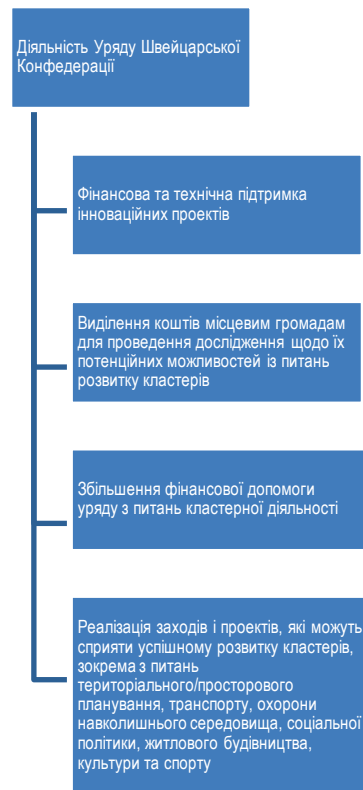 Діяльність Уряду Швейцарської
Конфедерації
Фінансова та технічна підтримка
інноваційних проектів
Виділення коштів місцевим громадам
для проведення дослідження щодо їх
потенційних можливостей із питань
розвитку кластерів
Збільшення фінансової допомоги
уряду з питань кластерної діяльності
Реалізація заходів і проектів, які можуть
сприяти успішному розвитку кластерів,
зокрема з питань
територіального/просторового
планування, транспорту, охорони
навколишнього середовища, соціальної
політики, житлового будівництва,
культури та спорту